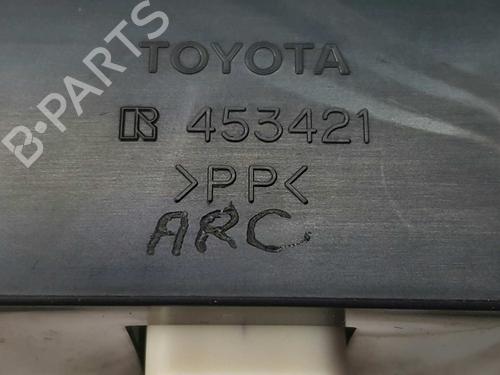 B-PARTS
TOYOTA
R 453421
>PP<
ARC